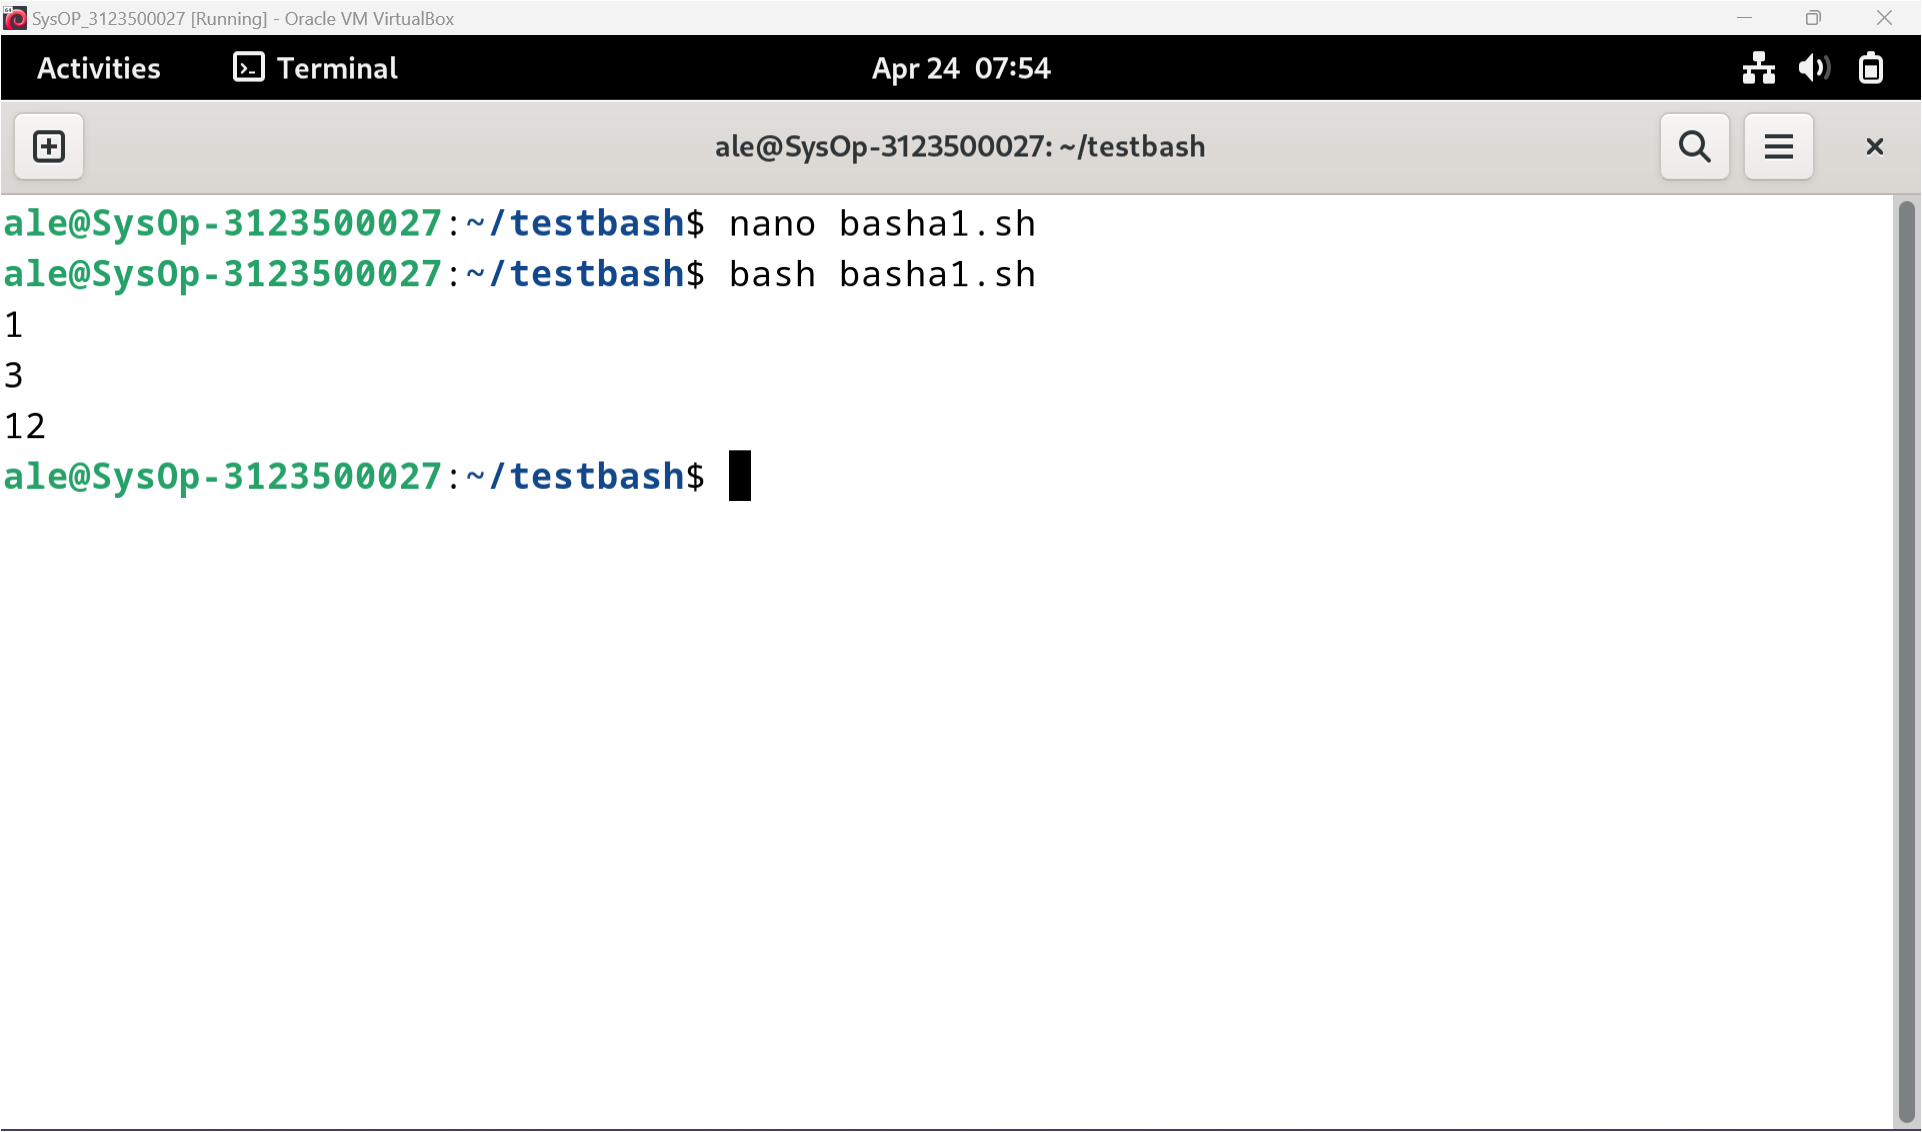 SysOP_3123500027 [Running] - Oracle VM VirtualBox
Activities Terminal Apr 24 07:54
ale@SysOp-3123500027: ~/testbash
ale@SysOp-3123500027:~/testbash$ nano basha1.sh
ale@SysOp-3123500027:~/testbash$ bash basha1.sh
1
3
12
ale@SysOp-3123500027:~/testbash$